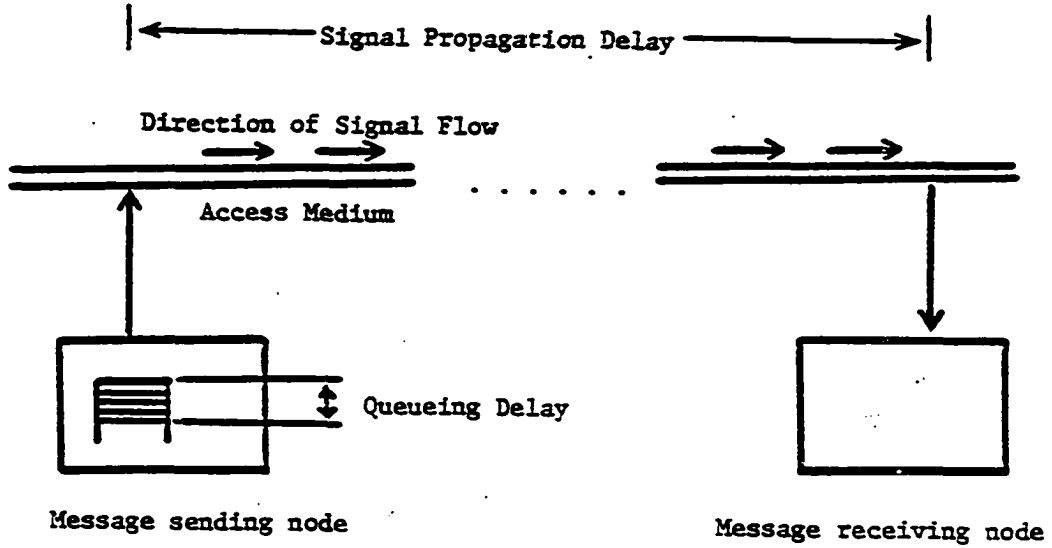 Signal Propagation Delay
Direction of Signal Flow
Access Medium
Queueing Delay
Message sending node
Message receiving node